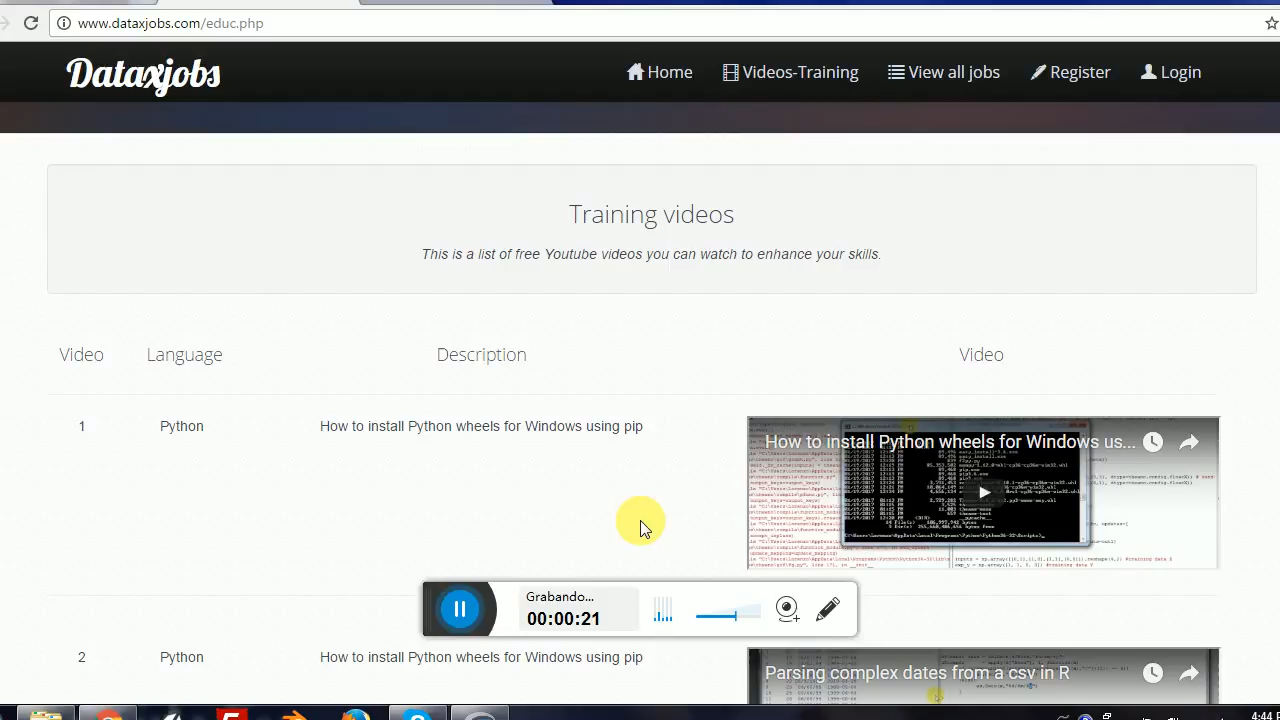 www.dataxjobs.com/educ.php
Dataxjobs
Home Videos-Training View all jobs Register Login
Training videos
This is a list of free Youtube videos you can watch to enhance your skills.
Video Language Description Video
1 Python How to install Python wheels for Windows using pip
How to install Python wheels for Windows us...
Grabando...
00:00:21
2 Python How to install Python wheels for Windows using pip
Parsing complex dates from a csv in R
4:44 P